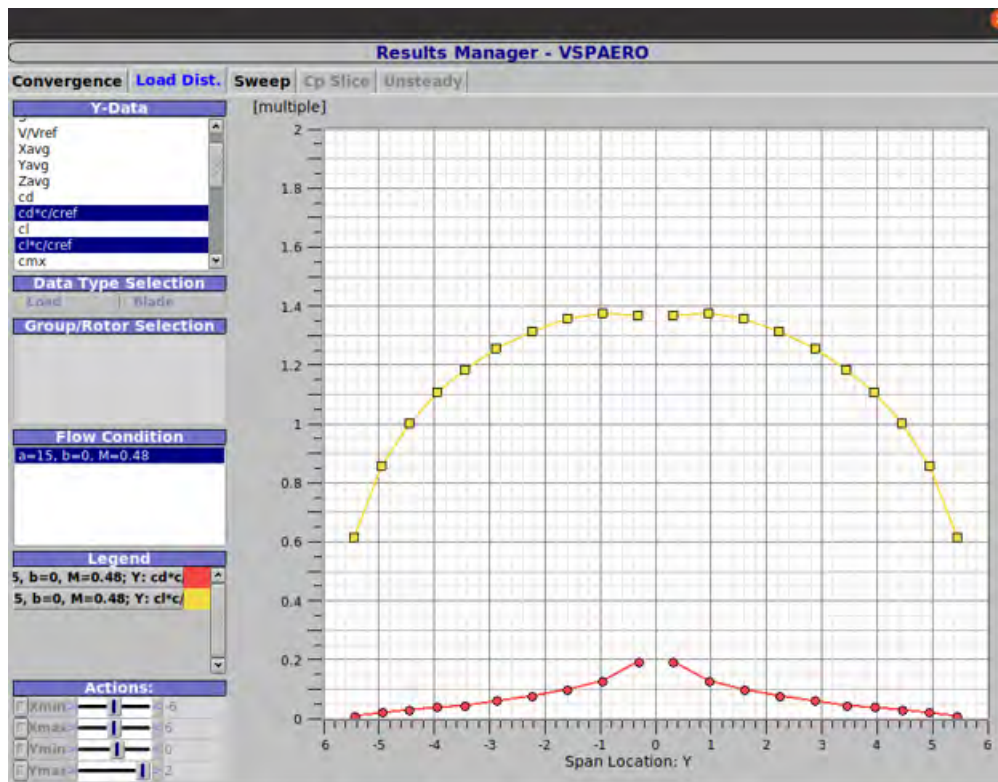 Results Manager - VSPAERO
Convergence Load Dist. Sweep Cp Slice Unsteady
Y-Data
V/Vref
Xavg
Yavg
Zavg
cd
cd*c/cref
cl
cl*c/cref
cmx
Data Type Selection
Load Blade
Group/Rotor Selection
Flow Condition
a=15, b=0, M=0.48
Legend
5, b=0, M=0.48; Y: cd*c/
5, b=0, M=0.48; Y: cl*c/
Actions:
Xmin> < -6
Xmax> < 6
Ymin> < 0
Ymax> < 2
[multiple]
2
1.8
1.6
1.4
1.2
1
0.8
0.6
0.4
0.2
0
6 -5 -4 -3 -2 -1 0 1 2 3 4 5 6
Span Location: Y